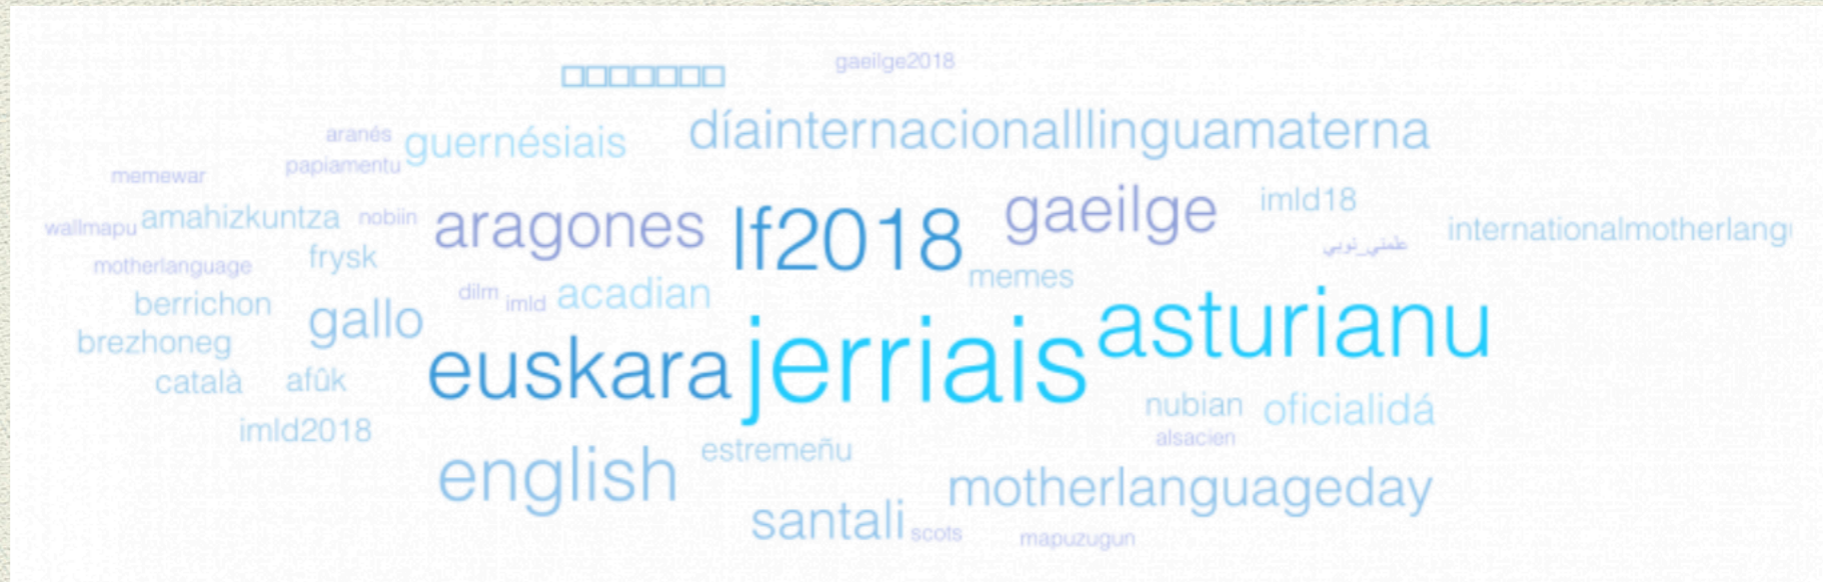 gaeilge2018
díainternacionalllinguamaterna
aranés
guernésiais
papiamentu
memewar
wallmapu
amahizkuntza
nobiin
aragones
lf2018
gaeilge
imld18
internationalmotherlang
علمني_نوبي
motherlanguage
frysk
memes
berrichon
dilm
imld
acadian
gallo
brezhoneg
euskara
jerriais
asturianu
català
afûk
nubian
oficialidá
imld2018
alsacien
english
estremeñu
motherlanguageday
santali
scots
mapuzugun